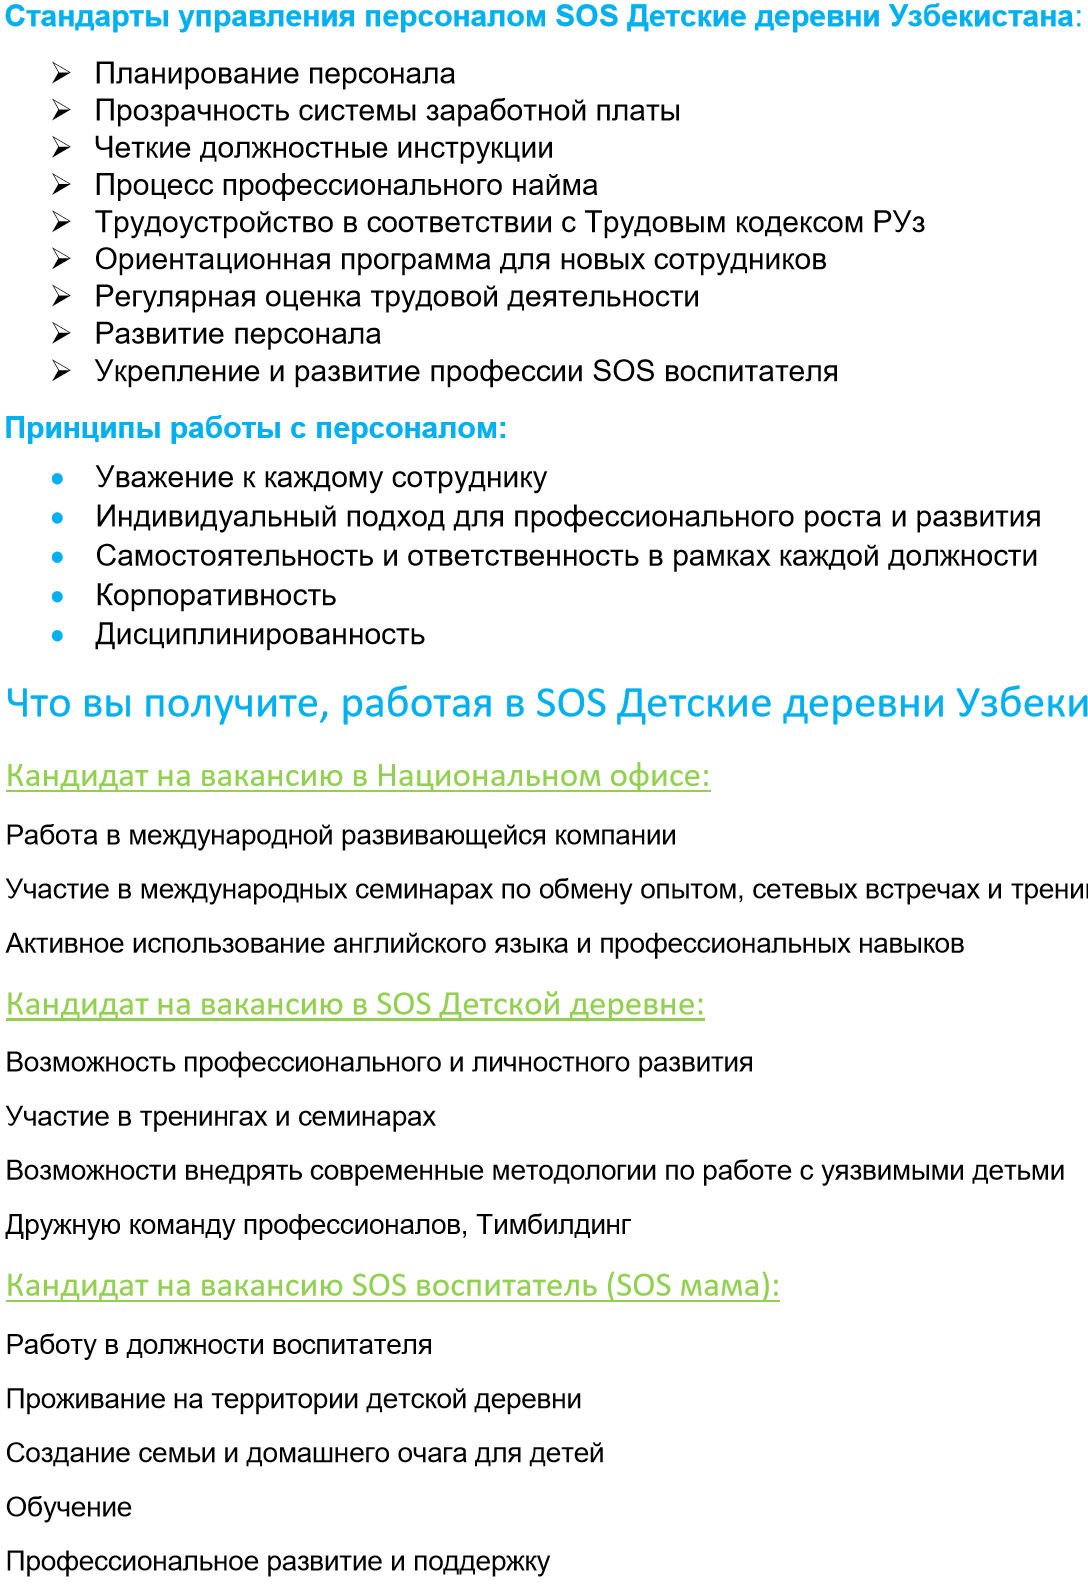 Стандарты управления персоналом SOS Детские деревни Узбекистана:
Планирование персонала
Прозрачность системы заработной платы
Четкие должностные инструкции
Процесс профессионального найма
Трудоустройство в соответствии с Трудовым кодексом РУз
Ориентационная программа для новых сотрудников
Регулярная оценка трудовой деятельности
Развитие персонала
Укрепление и развитие профессии SOS воспитателя
Принципы работы с персоналом:
Уважение к каждому сотруднику
Индивидуальный подход для профессионального роста и развития
Самостоятельность и ответственность в рамках каждой должности
Корпоративность
Дисциплинированность
Что вы получите, работая в SOS Детские деревни Узбеки
Кандидат на вакансию в Национальном офисе:
Работа в международной развивающейся компании
Участие в международных семинарах по обмену опытом, сетевых встречах и трени
Активное использование английского языка и профессиональных навыков
Кандидат на вакансию в SOS Детской деревне:
Возможность профессионального и личностного развития
Участие в тренингах и семинарах
Возможности внедрять современные методологии по работе с уязвимыми детьми
Дружную команду профессионалов, Тимбилдинг
Кандидат на вакансию SOS воспитатель (SOS мама):
Работу в должности воспитателя
Проживание на территории детской деревни
Создание семьи и домашнего очага для детей
Обучение
Профессиональное развитие и поддержку